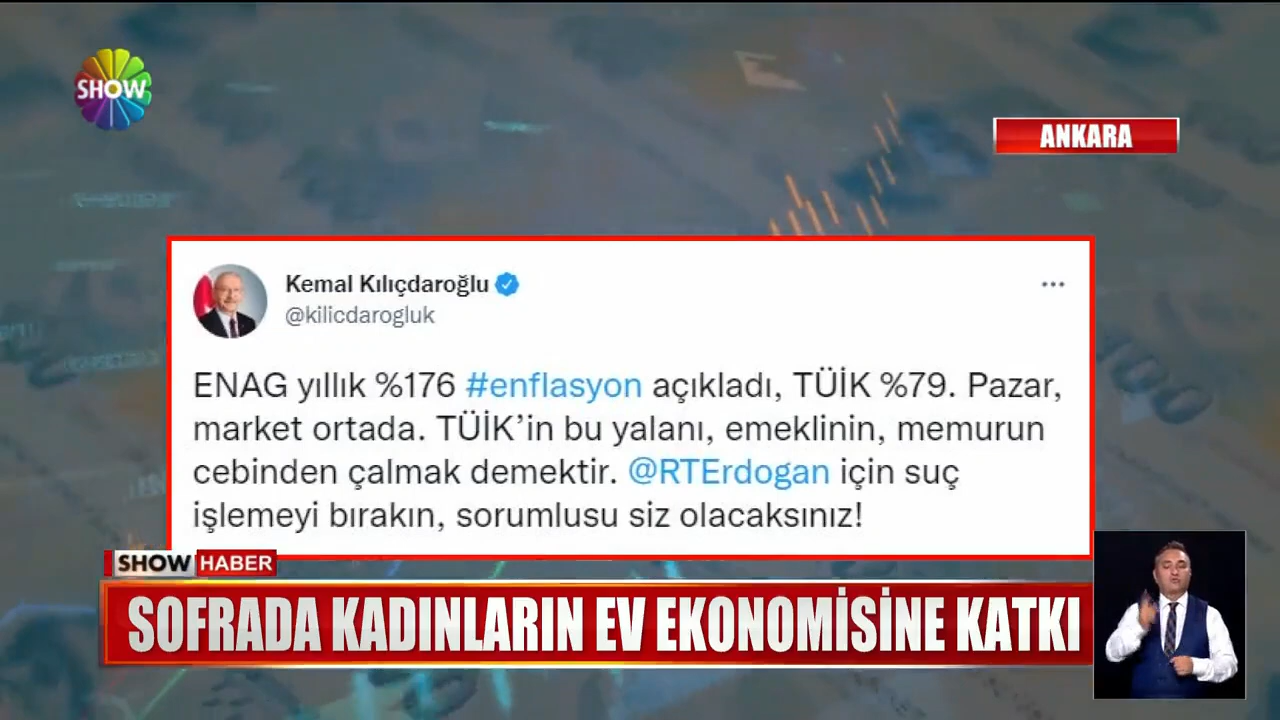 SHOW
ANKARA
Kemal Kılıçdaroğlu
@kilicdarogluk
ENAG yıllık %176 #enflasyon açıkladı, TÜİK %79. Pazar,
market ortada. TÜİK’in bu yalanı, emeklinin, memurun
cebinden çalmak demektir. @RTErdogan için suç
işlemeyi bırakın, sorumlusu siz olacaksınız!
SHOW HABER
SOFRADA KADINLARIN EV EKONOMİSİNE KATKI